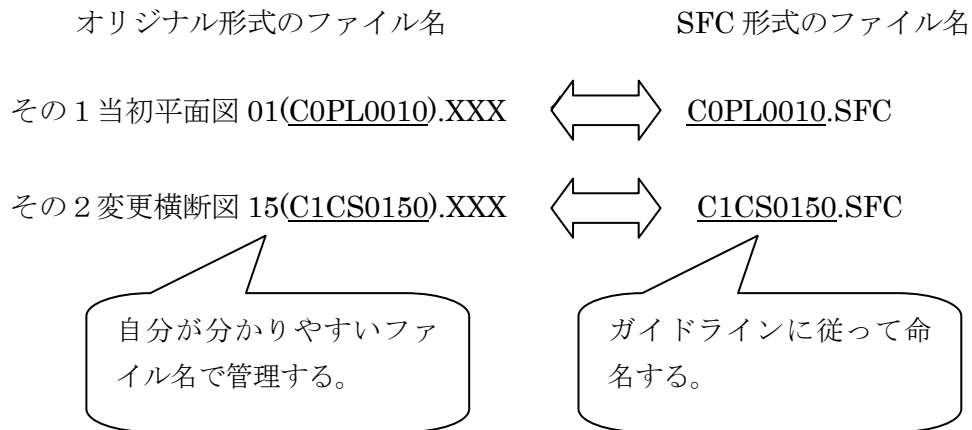 オリジナル形式のファイル名 SFC 形式のファイル名
その1当初平面図 01(C0PL0010).XXX C0PL0010.SFC
その2変更横断図 15(C1CS0150).XXX C1CS0150.SFC
自分が分かりやすいファ
イル名で管理する。
ガイドラインに従って命
名する。